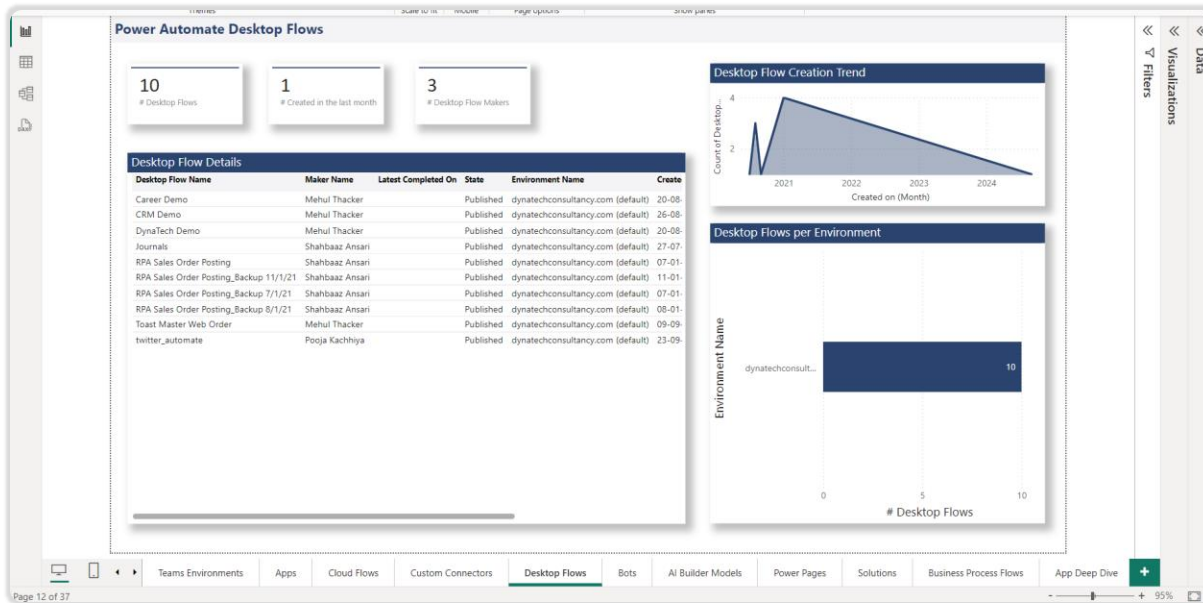 Themes Scale to fit Mobile Page options Show panes
Power Automate Desktop Flows
10
# Desktop Flows
1
# Created in the last month
3
# Desktop Flow Makers
Desktop Flow Details
Desktop Flow Name Maker Name Latest Completed On State Environment Name Create
Career Demo Mehul Thacker Published dynatechconsultancy.com (default) 20-08-
CRM Demo Mehul Thacker Published dynatechconsultancy.com (default) 26-08-
DynaTech Demo Mehul Thacker Published dynatechconsultancy.com (default) 20-08-
Journals Shahbaaz Ansari Published dynatechconsultancy.com (default) 27-07-
RPA Sales Order Posting Shahbaaz Ansari Published dynatechconsultancy.com (default) 07-01-
RPA Sales Order Posting_Backup 11/1/21 Shahbaaz Ansari Published dynatechconsultancy.com (default) 11-01-
RPA Sales Order Posting_Backup 7/1/21 Shahbaaz Ansari Published dynatechconsultancy.com (default) 07-01-
RPA Sales Order Posting_Backup 8/1/21 Shahbaaz Ansari Published dynatechconsultancy.com (default) 08-01-
Toast Master Web Order Mehul Thacker Published dynatechconsultancy.com (default) 09-09-
twitter_automate Pooja Kachhiya Published dynatechconsultancy.com (default) 23-09-
Desktop Flow Creation Trend
Count of Desktop...
4
2
2021 2022 2023 2024
Created on (Month)
Desktop Flows per Environment
Environment Name
dynatechconsult...
10
0 5 10
# Desktop Flows
Filters
Visualizations
Data
Teams Environments Apps Cloud Flows Custom Connectors Desktop Flows Bots AI Builder Models Power Pages Solutions Business Process Flows App Deep Dive +
Page 12 of 37
- + 95%